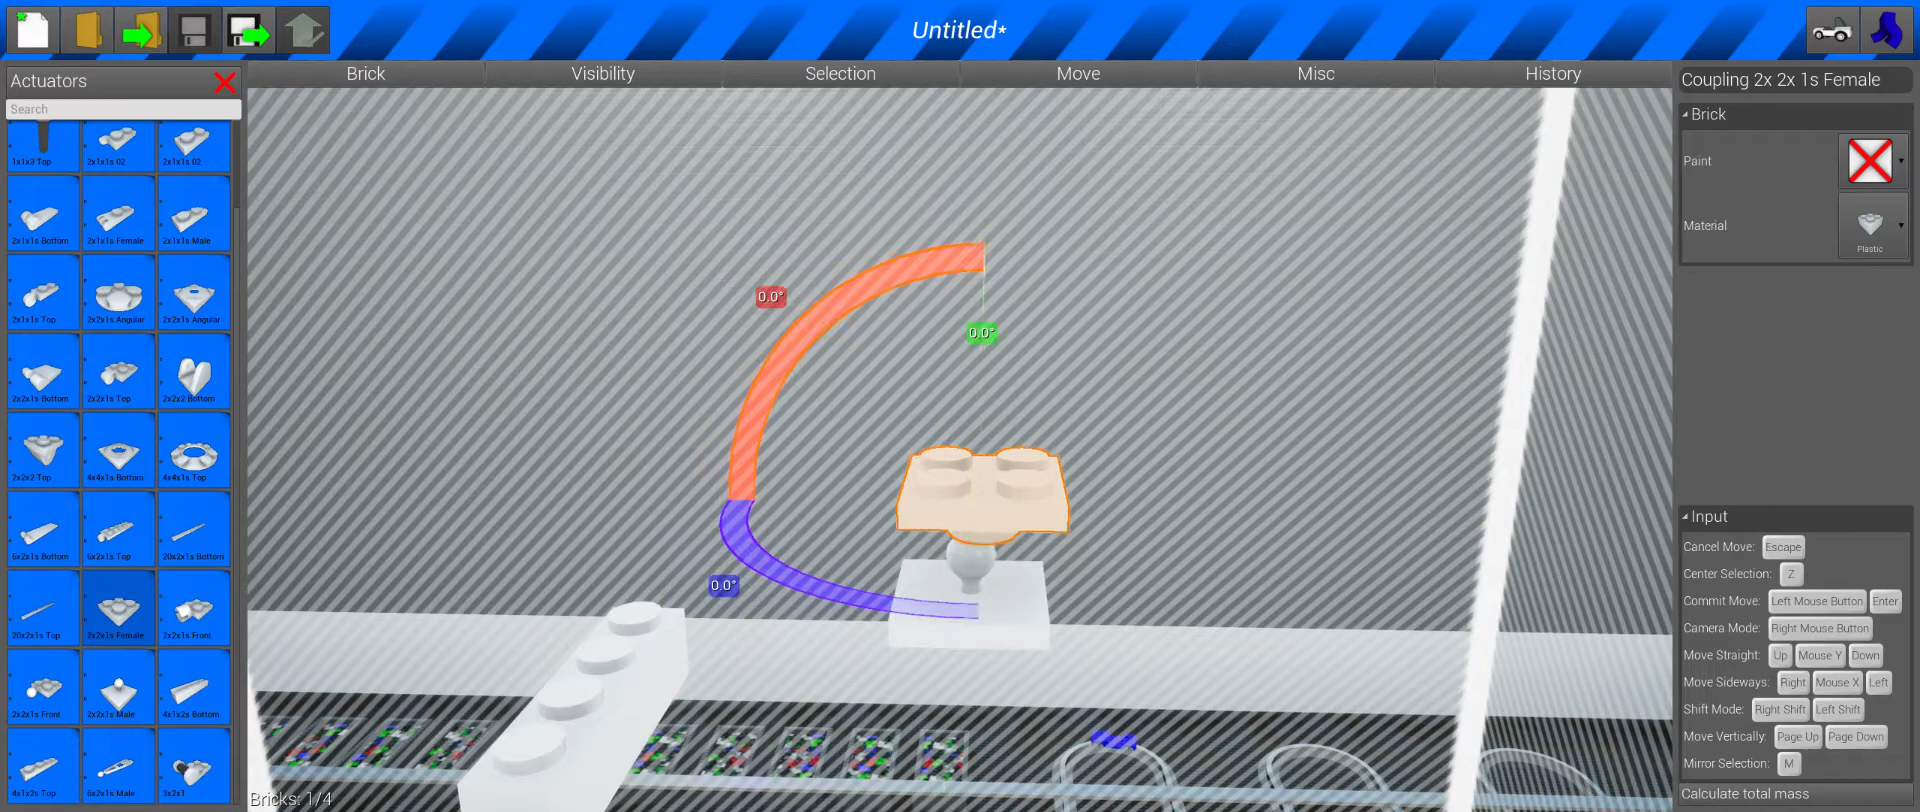 Untitled*
Actuators
Search
Brick
Visibility
Selection
Move
Misc
History
1x1x3 Top
2x1x1s 02
2x1x1s 02
2x1x1s Bottom
2x1x1s Female
2x1x1s Male
2x1x1s Top
2x2x1s Angular
2x2x1s Angular
2x2x1s Bottom
2x2x1s Top
2x2x2 Bottom
2x2x2 Top
4x4x1s Bottom
4x4x1s Top
6x2x1s Bottom
6x2x1s Top
20x2x1s Bottom
20x2x1s Top
2x2x1s Female
2x2x1s Front
2x2x1s Front
2x2x1s Male
4x1x2s Bottom
4x1x2s Top
6x2x1s Male
3x2x1
0.0°
0.0°
0.0°
Bricks: 1/4
Coupling 2x 2x 1s Female
Brick
Paint
Material
Plastic
Input
Cancel Move: Escape
Center Selection: Z
Commit Move: Left Mouse Button Enter
Camera Mode: Right Mouse Button
Move Straight: Up Mouse Y Down
Move Sideways: Right Mouse X Left
Shift Mode: Right Shift Left Shift
Move Vertically: Page Up Page Down
Mirror Selection: M
Calculate total mass